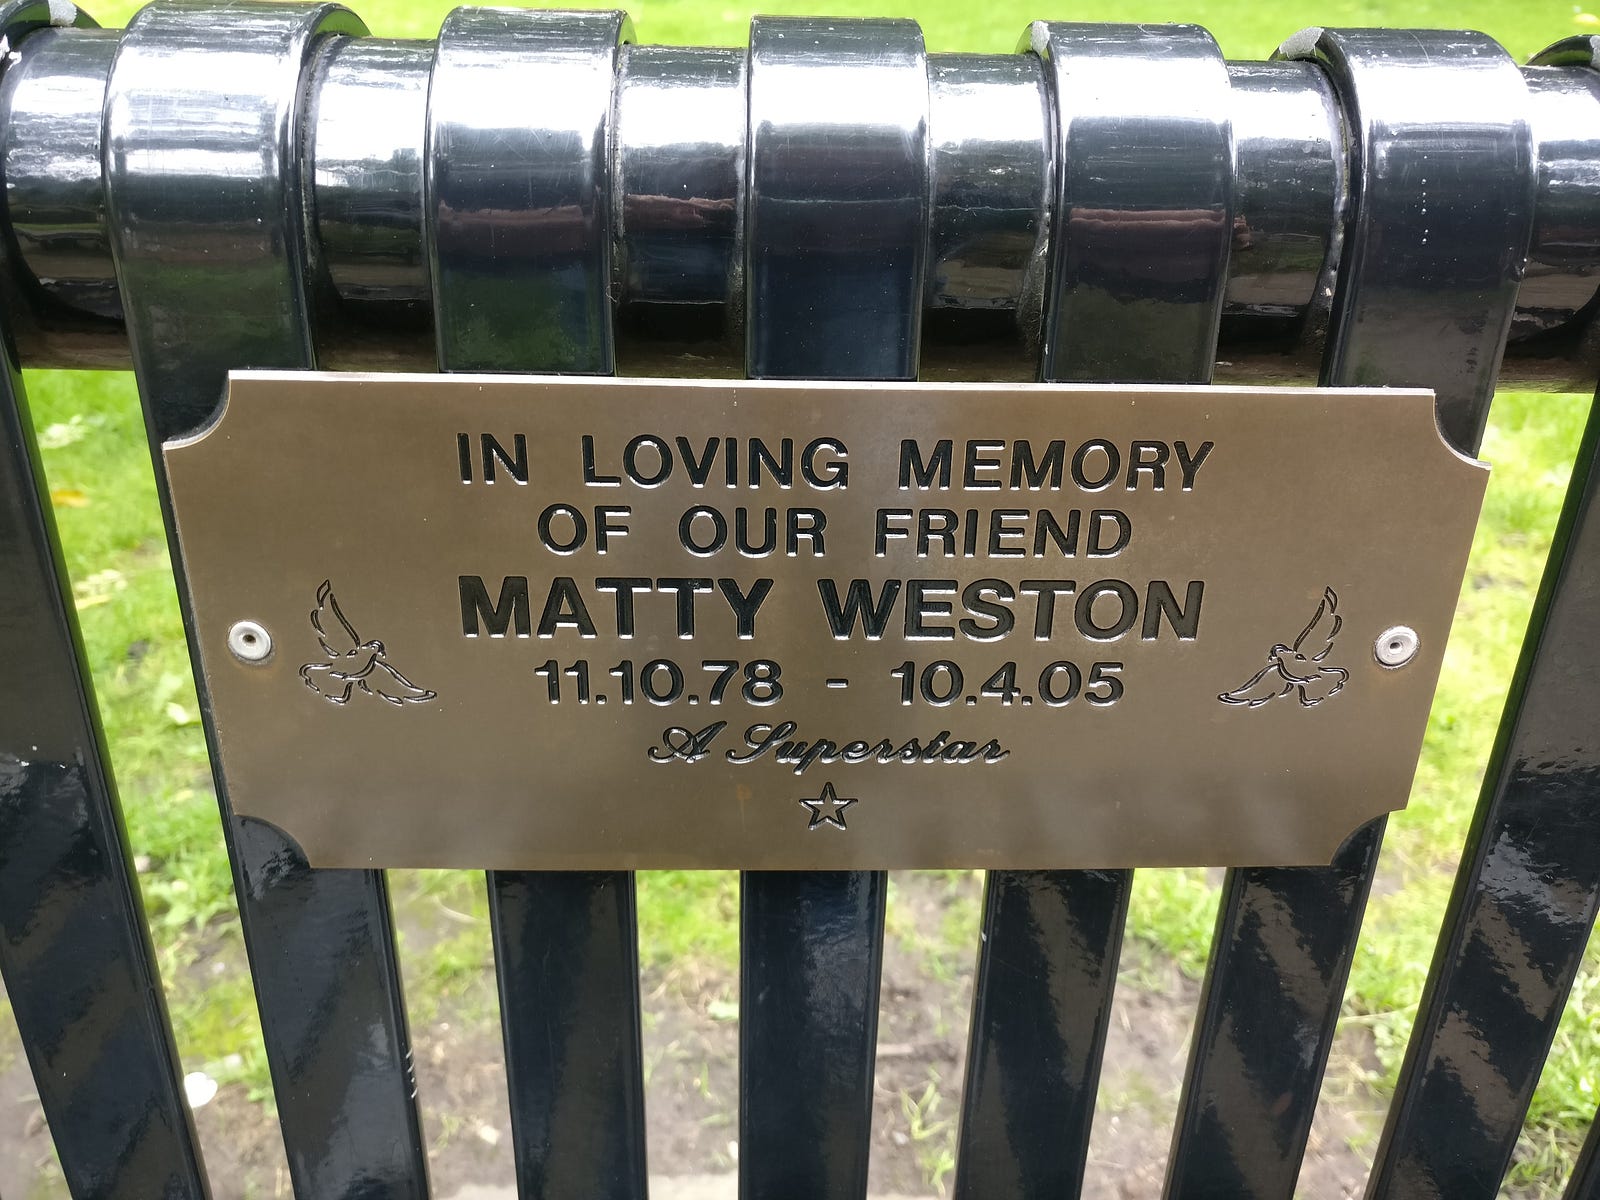 IN LOVING MEMORY
OF OUR FRIEND
MATTY WESTON
11.10.78 - 10.4.05
A Superstar